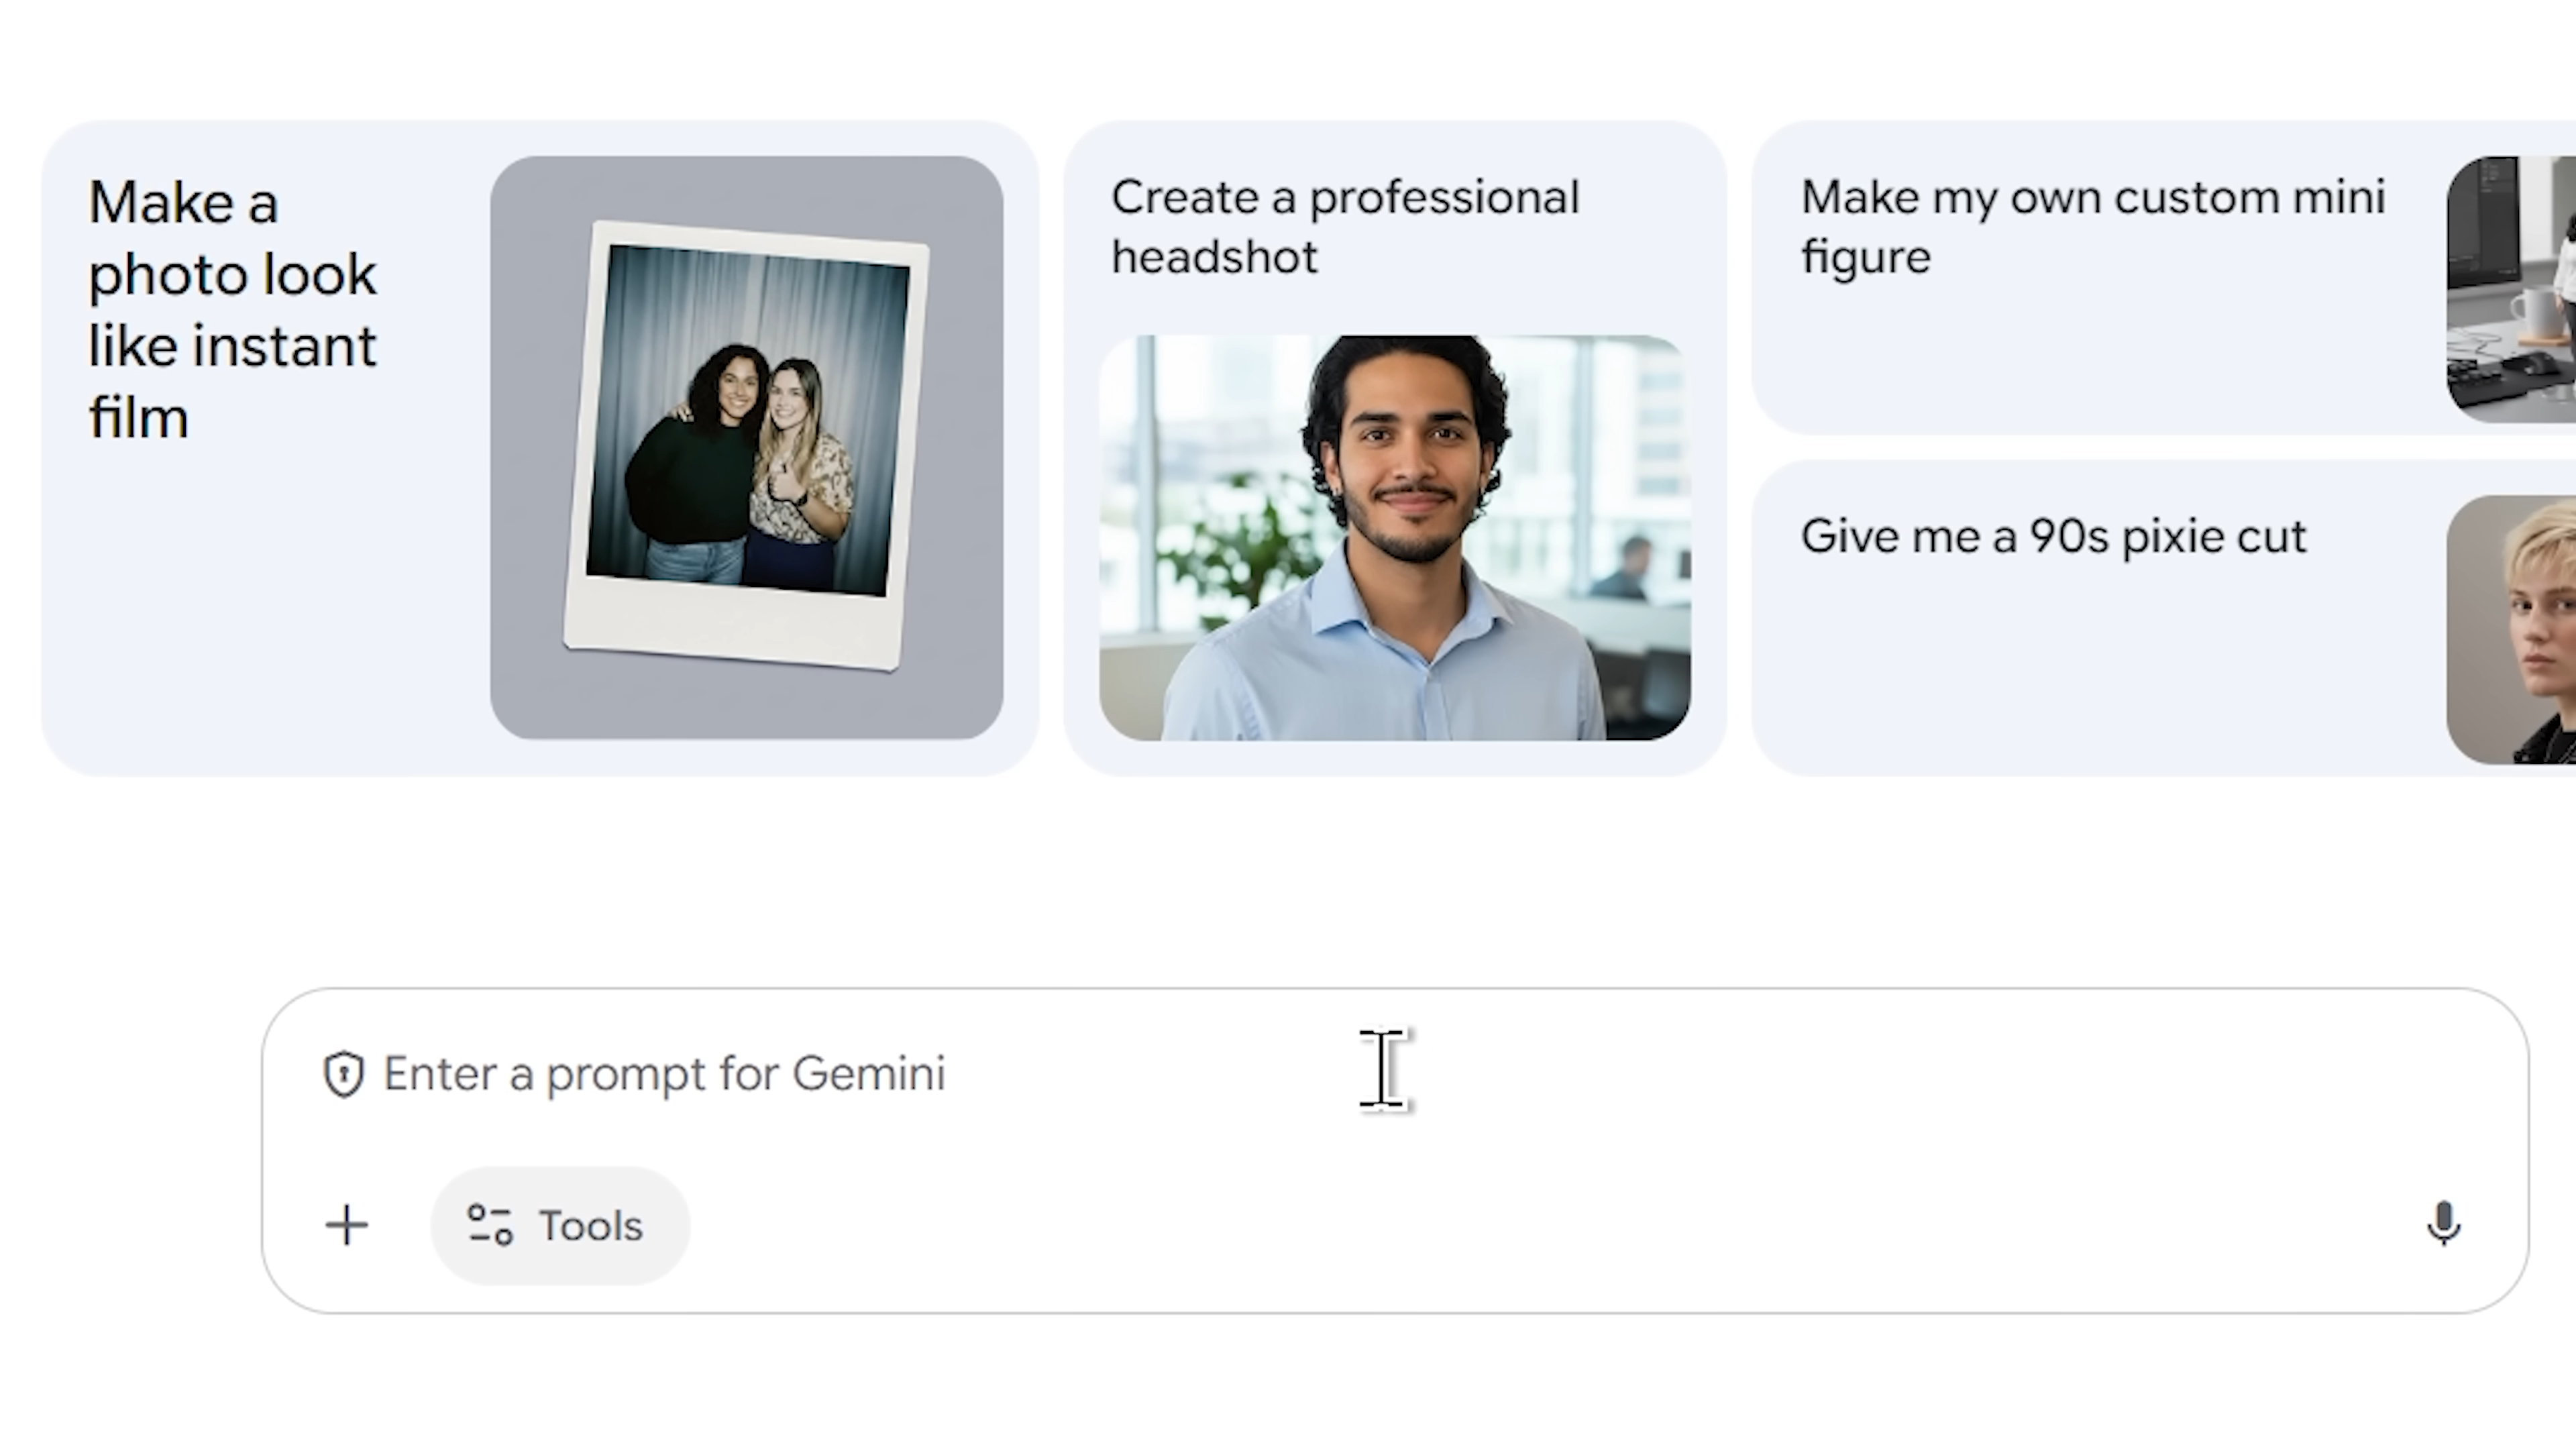 Make a
photo look
like instant
film
Create a professional
headshot
Make my own custom mini
figure
Give me a 90s pixie cut
Enter a prompt for Gemini
Tools